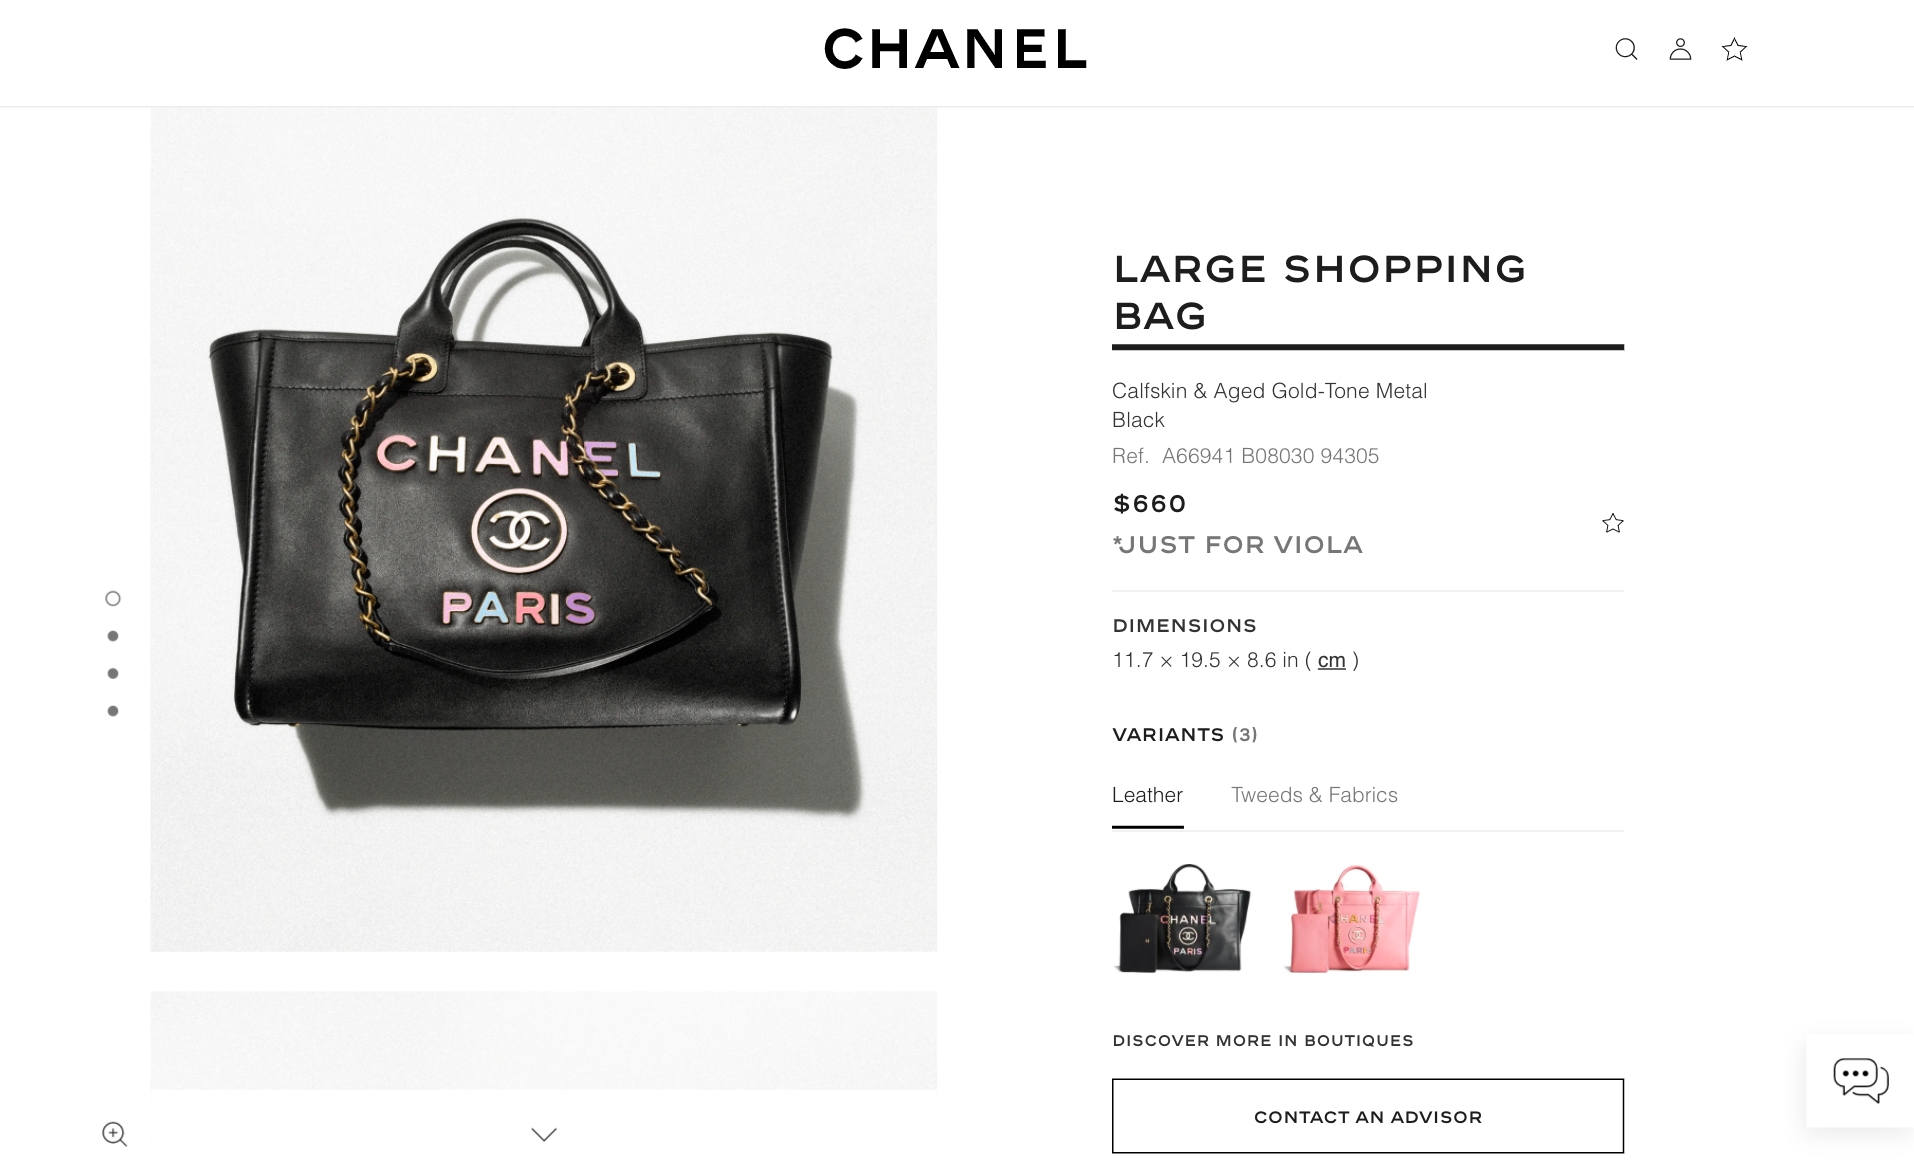 CHANEL
CHANEL
PARIS
LARGE SHOPPING
BAG
Calfskin & Aged Gold-Tone Metal
Black
Ref. A66941 B08030 94305
$660
*JUST FOR VIOLA
DIMENSIONS
11.7 × 19.5 × 8.6 in ( cm )
VARIANTS (3)
Leather Tweeds & Fabrics
CHANEL
PARIS
CHANEL
PARIS
DISCOVER MORE IN BOUTIQUES
CONTACT AN ADVISOR